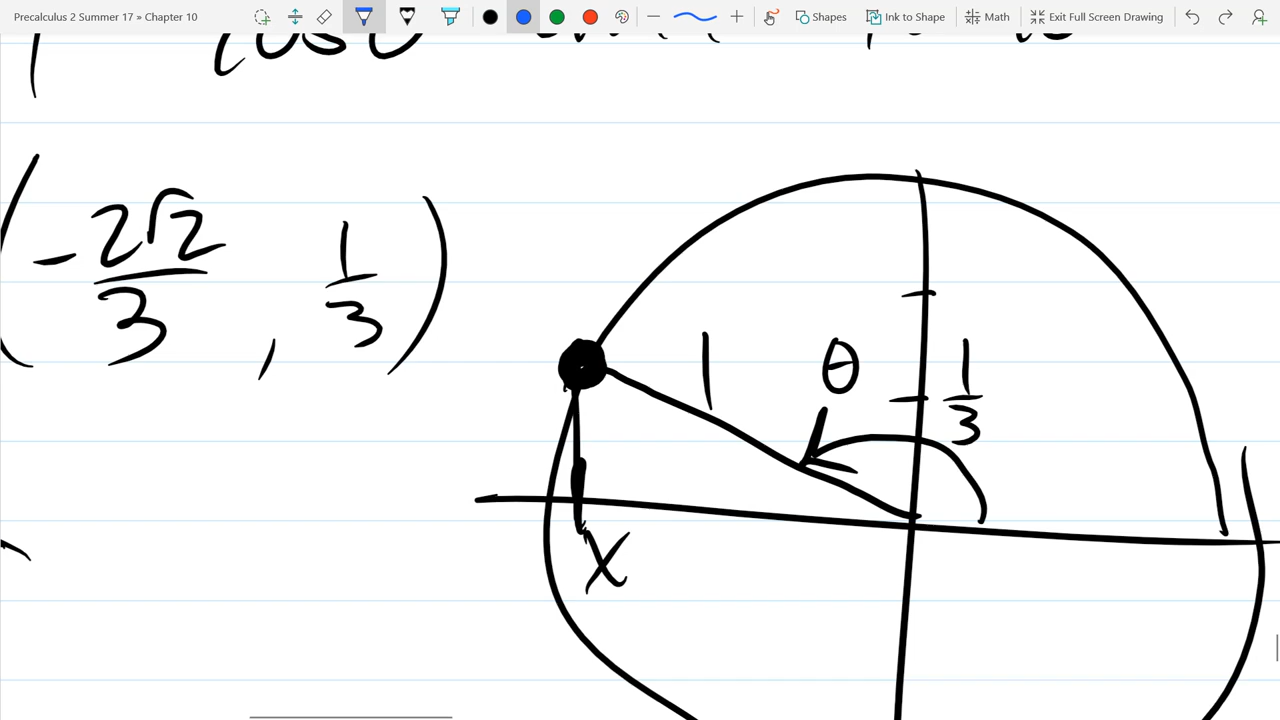 Precalculus 2 Summer 17 » Chapter 10
Shapes
Ink to Shape
Math
Exit Full Screen Drawing
cosθ
(-2√2/3, 1/3)
1
θ
1/3
x